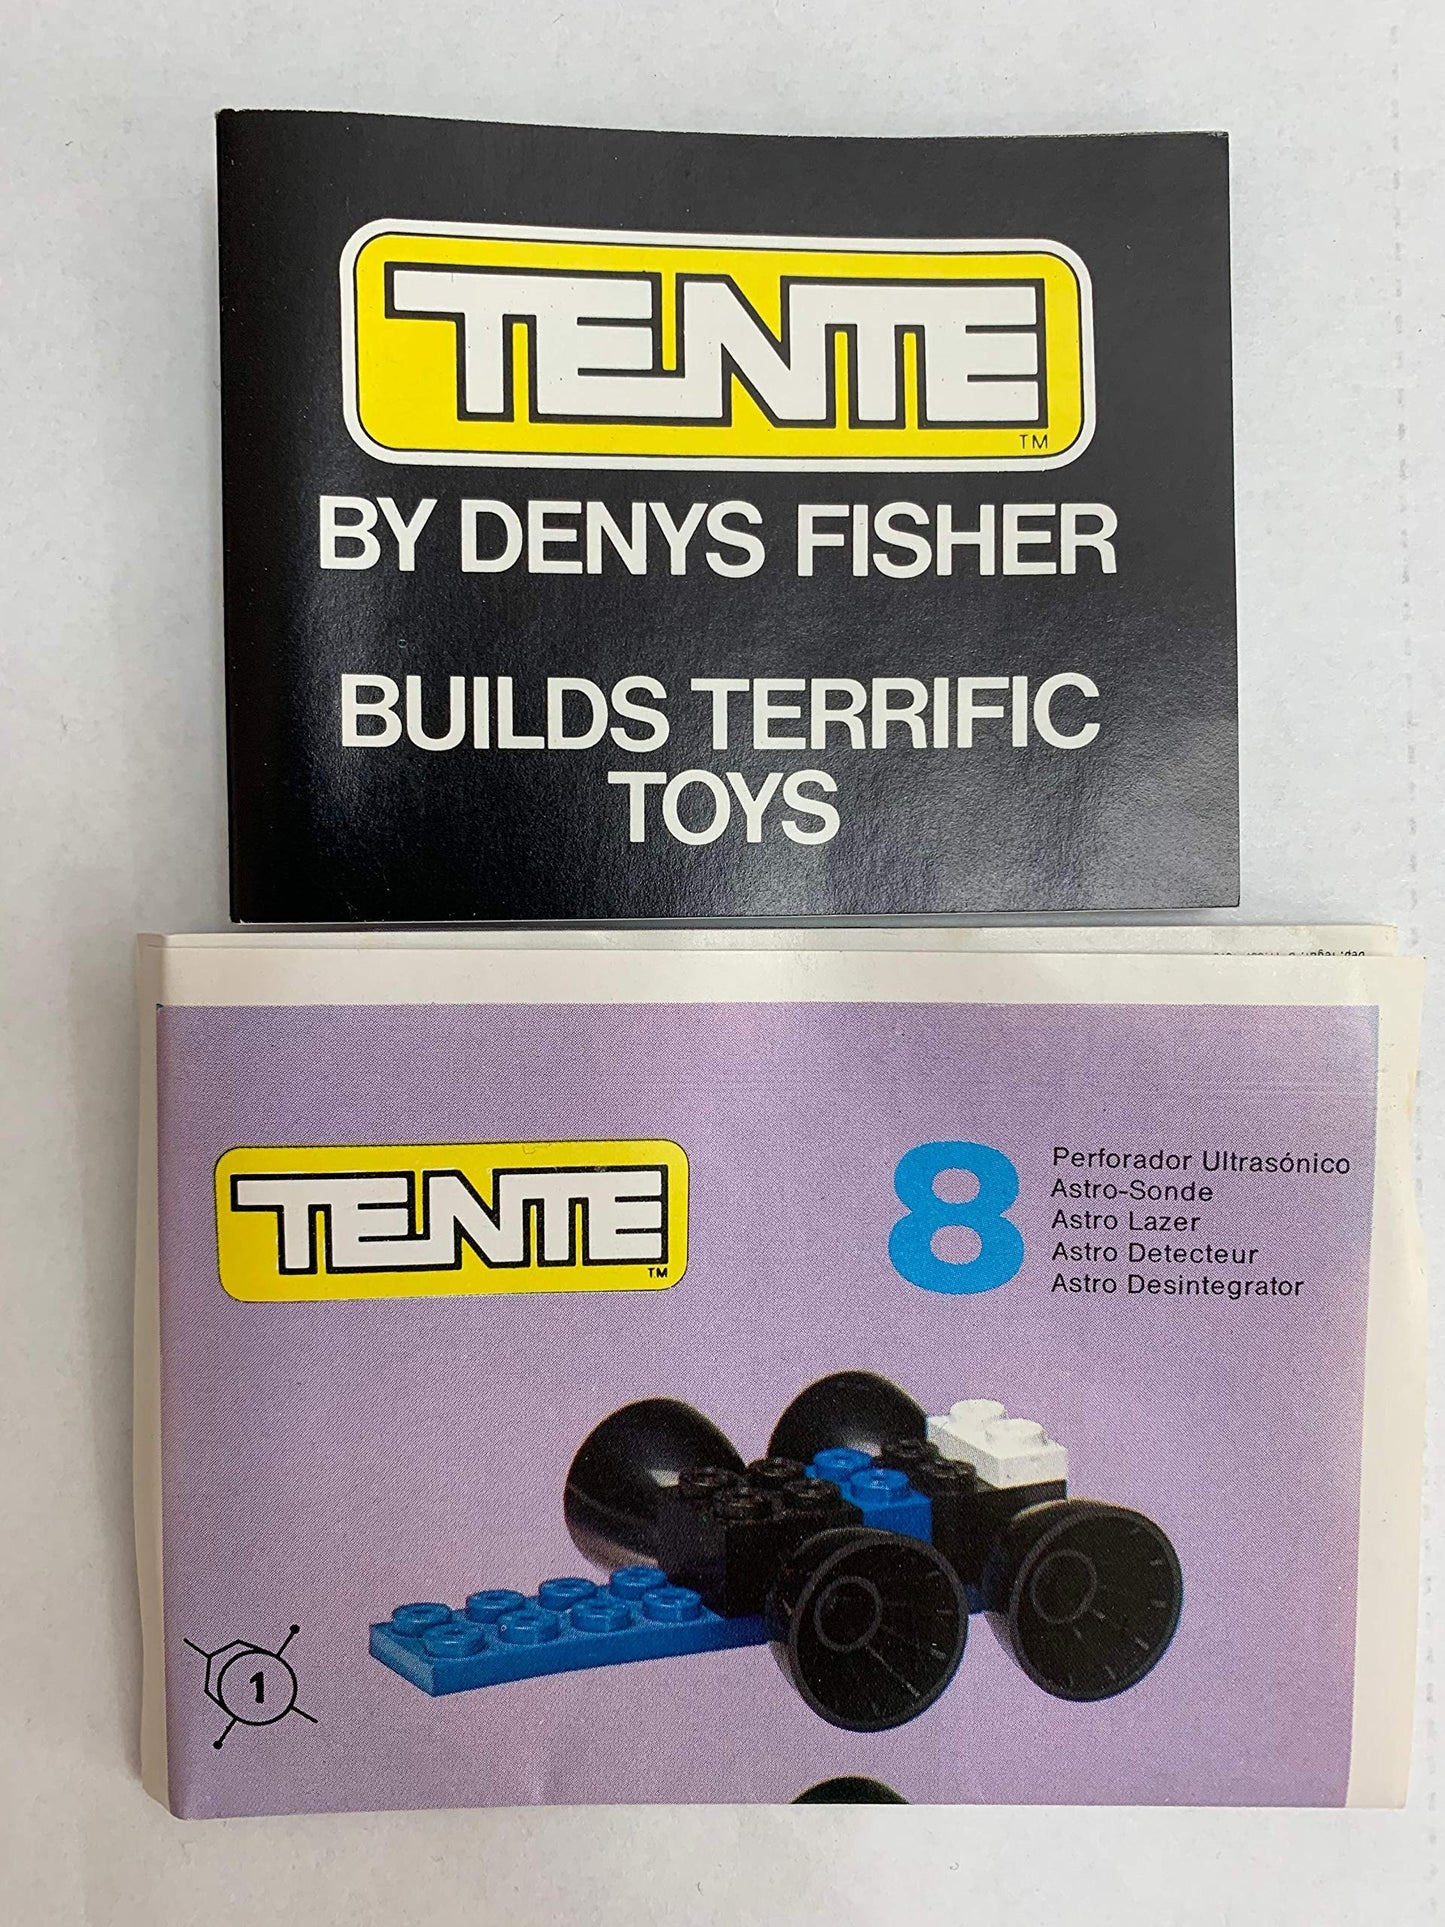 TENTE
TM
BY DENYS FISHER
BUILDS TERRIFIC
TOYS
TENTE
TM
8
Perforador Ultrasónico
Astro-Sonde
Astro Lazer
Astro Detecteur
Astro Desintegrator
1